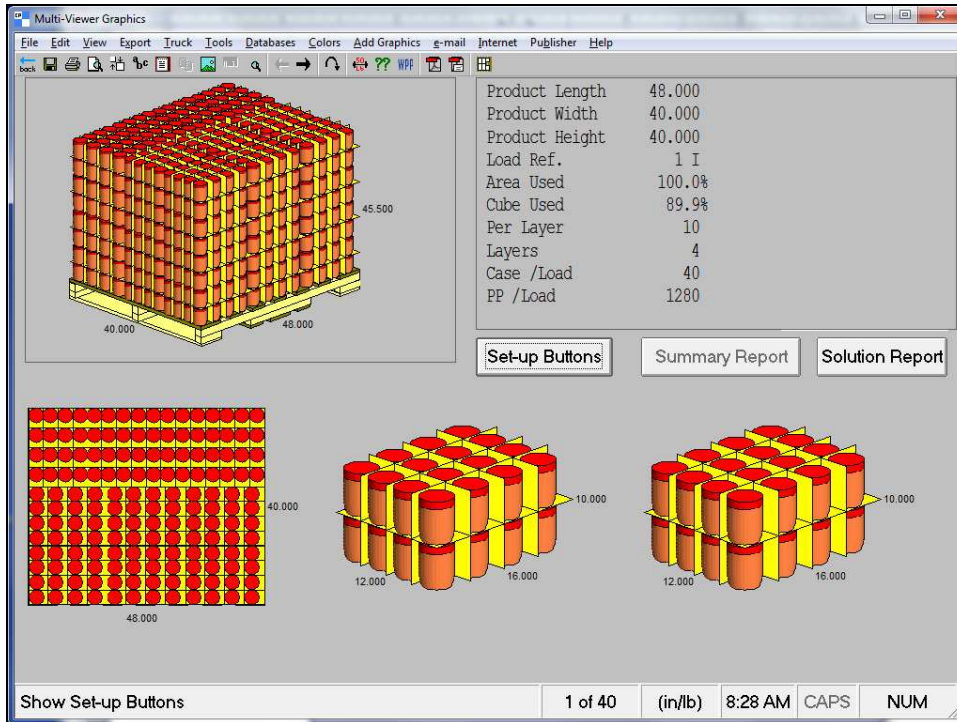 Multi-Viewer Graphics
File Edit View Export Truck Tools Databases Colors Add Graphics e-mail Internet Publisher Help
back abc ?? WPF
45.500
40.000 48.000
Product Length 48.000
Product Width 40.000
Product Height 40.000
Load Ref. 1 I
Area Used 100.0%
Cube Used 89.9%
Per Layer 10
Layers 4
Case /Load 40
PP /Load 1280
Set-up Buttons Summary Report Solution Report
40.000
48.000
10.000
12.000 16.000
10.000
12.000 16.000
Show Set-up Buttons 1 of 40 (in/lb) 8:28 AM CAPS NUM